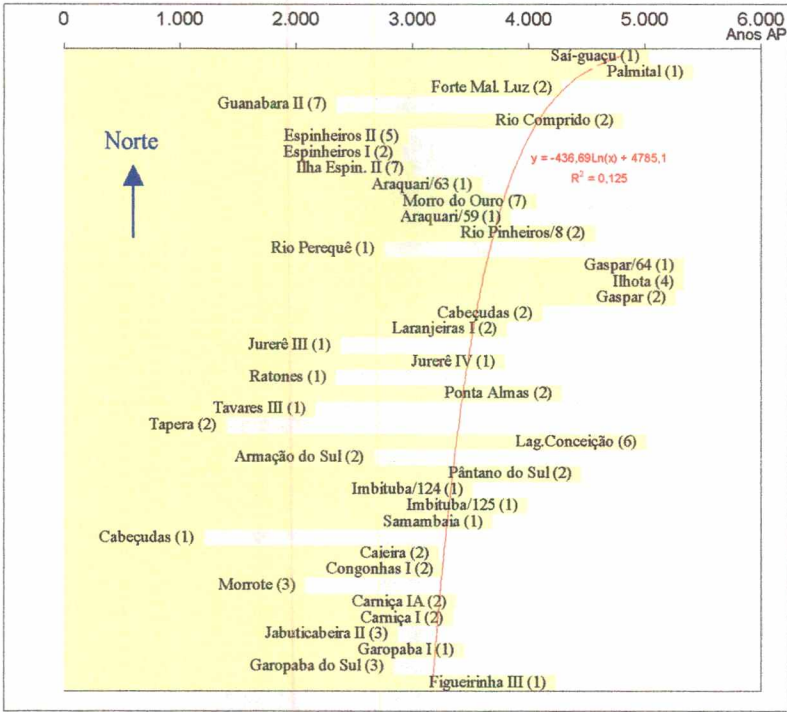 0 1.000 2.000 3.000 4.000 5.000 6.000
Anos AP
Saí-guaçu (1)
Palmital (1)
Forte Mal. Luz (2)
Guanabara II (7)
Rio Comprido (2)
Norte
Espinheiros II (5)
Espinheiros I (2)
Ilha Espin. II (7)
y = -436,69Ln(x) + 4785,1
R² = 0,125
Araquari/63 (1)
Morro do Ouro (7)
Araquari/59 (1)
Rio Pinheiros/8 (2)
Rio Perequê (1)
Gaspar/64 (1)
Ilhota (4)
Gaspar (2)
Cabeçudas (2)
Laranjeiras I (2)
Jurerê III (1)
Jurerê IV (1)
Ratones (1)
Ponta Almas (2)
Tavares III (1)
Tapera (2)
Lag.Conceição (6)
Armação do Sul (2)
Pântano do Sul (2)
Imbituba/124 (1)
Imbituba/125 (1)
Samambaia (1)
Cabeçudas (1)
Caieira (2)
Congonhas I (2)
Morrote (3)
Carniça IA (2)
Carniça I (2)
Jabuticabeira II (3)
Garopaba I (1)
Garopaba do Sul (3)
Figueirinha III (1)